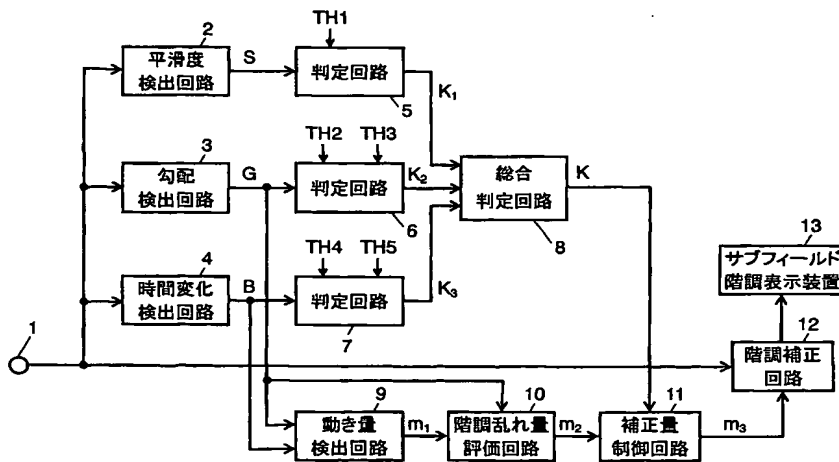 TH1
2
平滑度
検出回路
S
判定回路
5
K₁
3
勾配
検出回路
G
TH2
TH3
判定回路
6
K₂
総合
判定回路
8
K
4
時間変化
検出回路
B
TH4
TH5
判定回路
7
K₃
13
サブフィールド
階調表示装置
1
12
階調補正
回路
9
動き量
検出回路
m₁
10
階調乱れ量
評価回路
m₂
11
補正量
制御回路
m₃